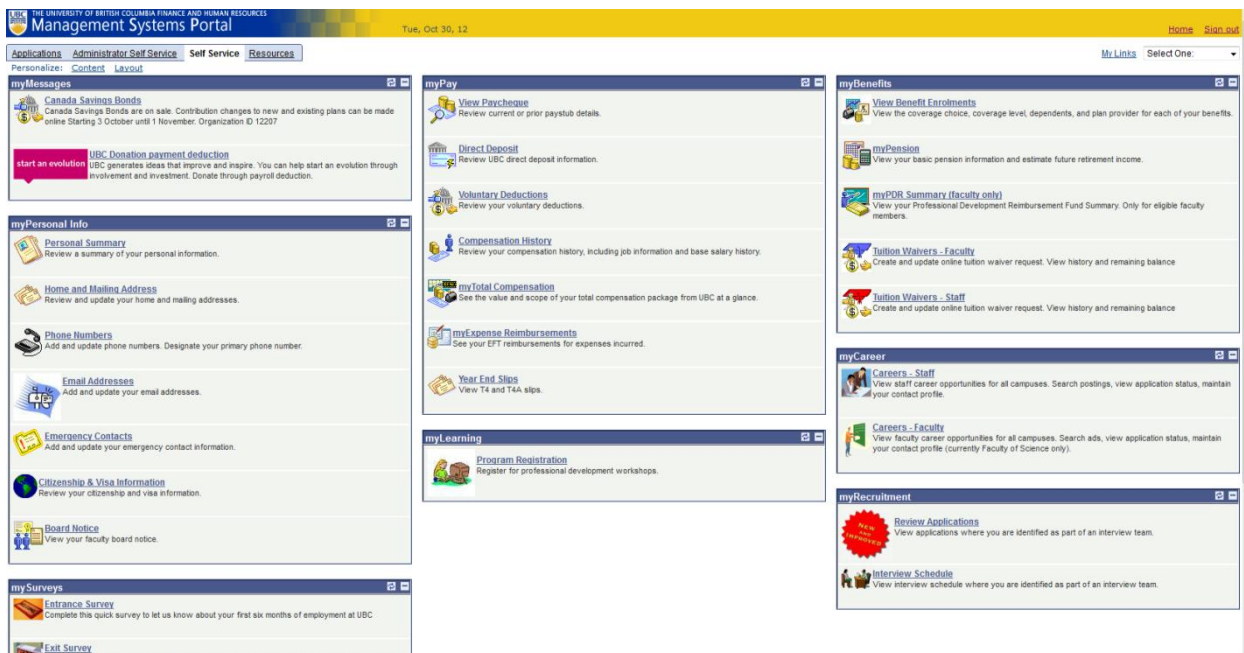 UBC
THE UNIVERSITY OF BRITISH COLUMBIA FINANCE AND HUMAN RESOURCES
Management Systems Portal
Tue, Oct 30, 12
Home Sign out
Applications Administrator Self Service Self Service Resources
My Links Select One:
Personalize: Content Layout
myMessages
Canada Savings Bonds
Canada Savings Bonds are on sale. Contribution changes to new and existing plans can be made
online Starting 3 October until 1 November. Organization ID 12207
start an evolution
UBC Donation payment deduction
UBC generates ideas that improve and inspire. You can help start an evolution through
involvement and investment. Donate through payroll deduction.
myPersonal Info
Personal Summary
Review a summary of your personal information.
Home and Mailing Address
Review and update your home and mailing addresses.
Phone Numbers
Add and update phone numbers. Designate your primary phone number.
Email Addresses
Add and update your email addresses.
Emergency Contacts
Add and update your emergency contact information.
Citizenship & Visa Information
Review your citizenship and visa information.
Board Notice
View your faculty board notice.
mySurveys
Entrance Survey
Complete this quick survey to let us know about your first six months of employment at UBC
Exit Survey
myPay
View Paycheque
Review current or prior paystub details.
Direct Deposit
Review UBC direct deposit information.
Voluntary Deductions
Review your voluntary deductions.
Compensation History
Review your compensation history, including job information and base salary history.
myTotal Compensation
See the value and scope of your total compensation package from UBC at a glance.
myExpense Reimbursements
See your EFT reimbursements for expenses incurred.
Year End Slips
View T4 and T4A slips.
myLearning
Program Registration
Register for professional development workshops.
myBenefits
View Benefit Enrolments
View the coverage choice, coverage level, dependents, and plan provider for each of your benefits.
myPension
View your basic pension information and estimate future retirement income.
myPDR Summary (faculty only)
View your Professional Development Reimbursement Fund Summary. Only for eligible faculty
members.
Tuition Waivers - Faculty
Create and update online tuition waiver request. View history and remaining balance
Tuition Waivers - Staff
Create and update online tuition waiver request. View history and remaining balance
myCareer
Careers - Staff
View staff career opportunities for all campuses. Search postings, view application status, maintain
your contact profile.
Careers - Faculty
View faculty career opportunities for all campuses. Search ads, view application status, maintain
your contact profile (currently Faculty of Science only).
myRecruitment
NEW
AND
IMPROVED
Review Applications
View applications where you are identified as part of an interview team.
Interview Schedule
View interview schedule where you are identified as part of an interview team.